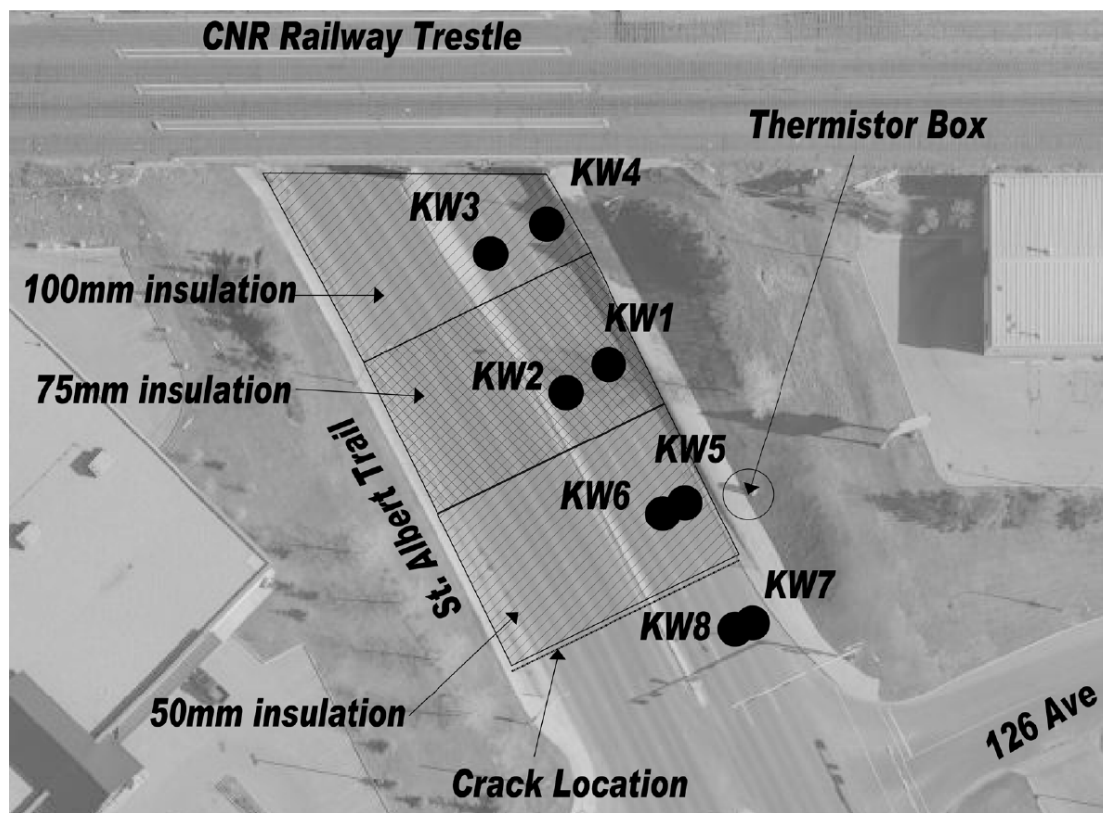 CNR Railway Trestle
Thermistor Box
KW4
KW3
100mm insulation
KW1
KW2
75mm insulation
KW5
KW6
St. Albert Trail
KW7
KW8
50mm insulation
126 Ave
Crack Location